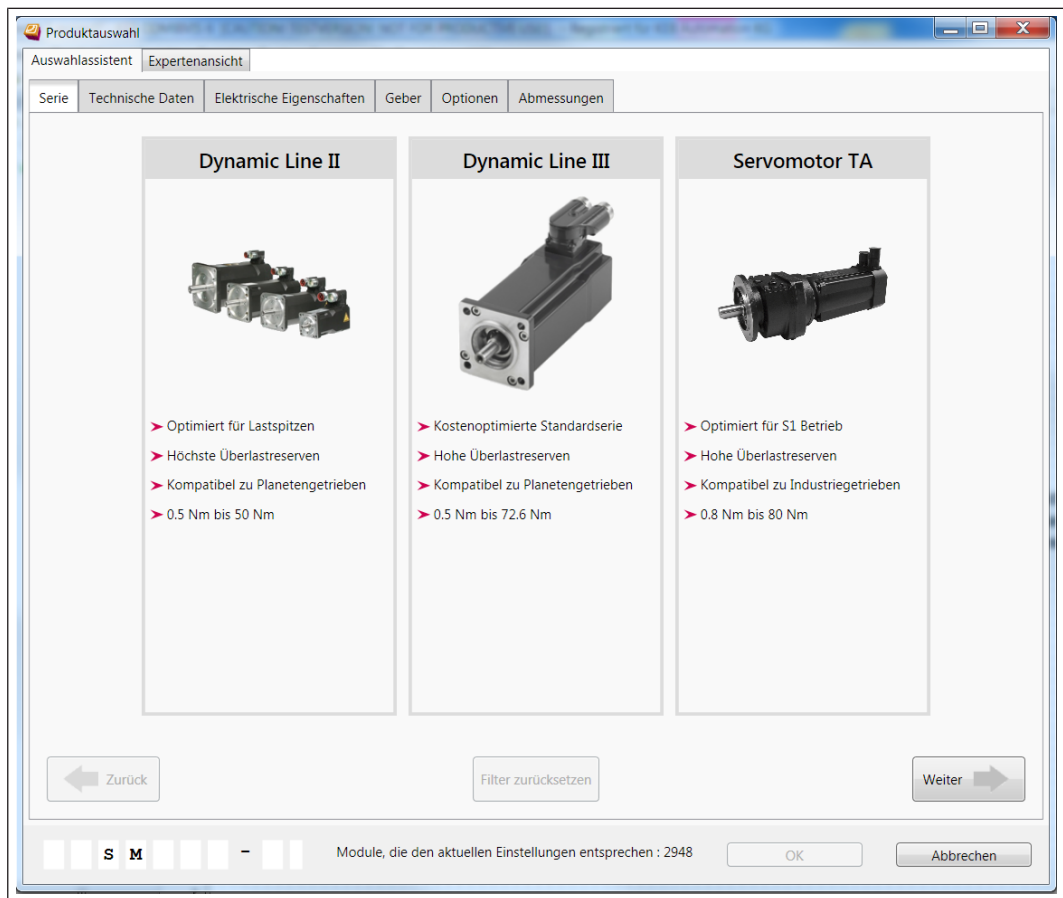 Produktauswahl
Auswahlassistent Expertenansicht
Serie Technische Daten Elektrische Eigenschaften Geber Optionen Abmessungen
Dynamic Line II
Optimiert für Lastspitzen
Höchste Überlastreserven
Kompatibel zu Planetengetrieben
0.5 Nm bis 50 Nm
Dynamic Line III
Kostenoptimierte Standardserie
Hohe Überlastreserven
Kompatibel zu Planetengetrieben
0.5 Nm bis 72.6 Nm
Servomotor TA
Optimiert für S1 Betrieb
Hohe Überlastreserven
Kompatibel zu Industriegetrieben
0.8 Nm bis 80 Nm
Zurück Filter zurücksetzen Weiter
S M - Module, die den aktuellen Einstellungen entsprechen : 2948 OK Abbrechen